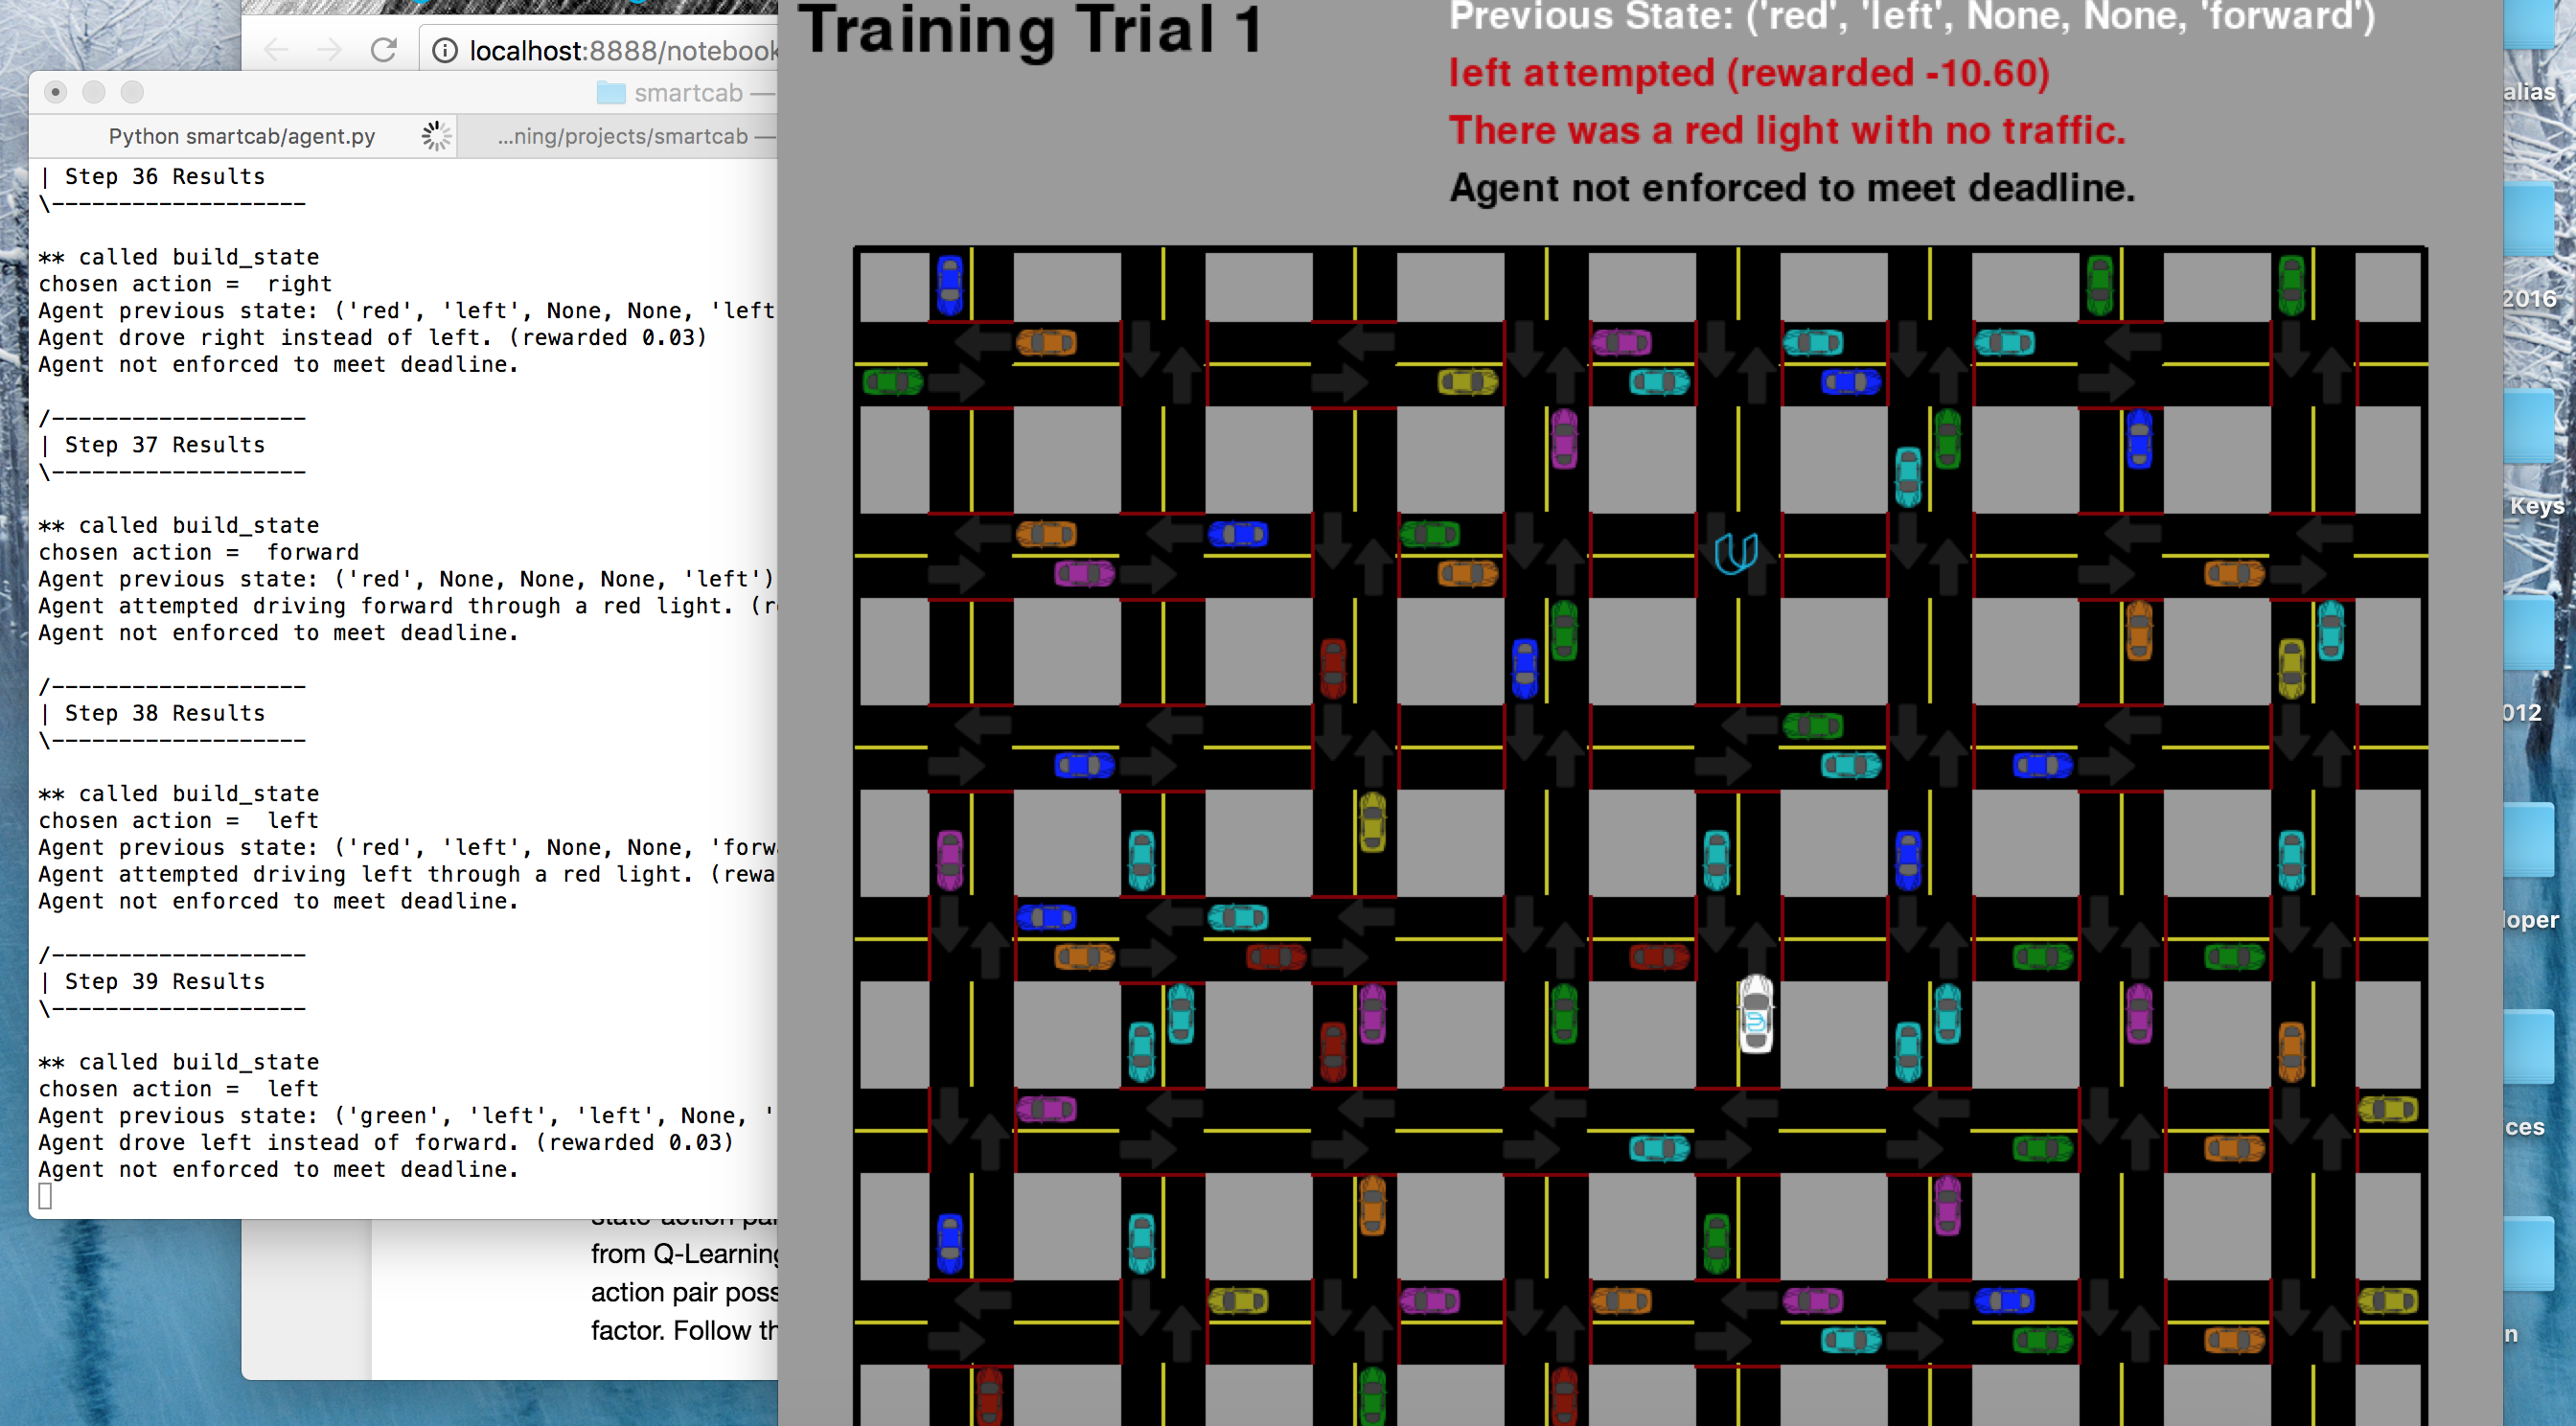 localhost:8888/notebook
smartcab —
Python smartcab/agent.py
...ning/projects/smartcab —
| Step 36 Results
\-------------------
** called build_state
chosen action =  right
Agent previous state: ('red', 'left', None, None, 'left
Agent drove right instead of left. (rewarded 0.03)
Agent not enforced to meet deadline.
/-------------------
| Step 37 Results
\-------------------
** called build_state
chosen action =  forward
Agent previous state: ('red', None, None, None, 'left')
Agent attempted driving forward through a red light. (r
Agent not enforced to meet deadline.
/-------------------
| Step 38 Results
\-------------------
** called build_state
chosen action =  left
Agent previous state: ('red', 'left', None, None, 'forw
Agent attempted driving left through a red light. (rewa
Agent not enforced to meet deadline.
/-------------------
| Step 39 Results
\-------------------
** called build_state
chosen action =  left
Agent previous state: ('green', 'left', 'left', None, '
Agent drove left instead of forward. (rewarded 0.03)
Agent not enforced to meet deadline.
from Q-Learning
action pair poss
factor. Follow th
Training Trial 1
Previous State: ('red', 'left', None, None, 'forward')
left attempted (rewarded -10.60)
There was a red light with no traffic.
Agent not enforced to meet deadline.
alias
2016
Keys
012
loper
ces
n